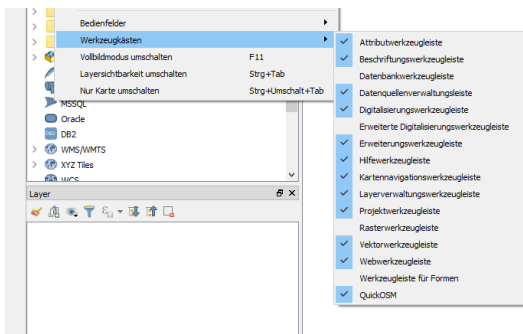 Bedienfelder
Werkzeugkästen
Vollbildmodus umschalten F11
Layersichtbarkeit umschalten Strg+Tab
Nur Karte umschalten Strg+Umschalt+Tab
MSSQL
Oracle
DB2
WMS/WMTS
XYZ Tiles
WCS
Layer
Attributwerkzeugleiste
Beschriftungswerkzeugleiste
Datenbankwerkzeugleiste
Datenquellenverwaltungsleiste
Digitalisierungswerkzeugleiste
Erweiterte Digitalisierungswerkzeugleiste
Erweiterungswerkzeugleiste
Hilfewerkzeugleiste
Kartennavigationswerkzeugleiste
Layerverwaltungswerkzeugleiste
Projektwerkzeugleiste
Rasterwerkzeugleiste
Vektorwerkzeugleiste
Webwerkzeugleiste
Werkzeugleiste für Formen
QuickOSM